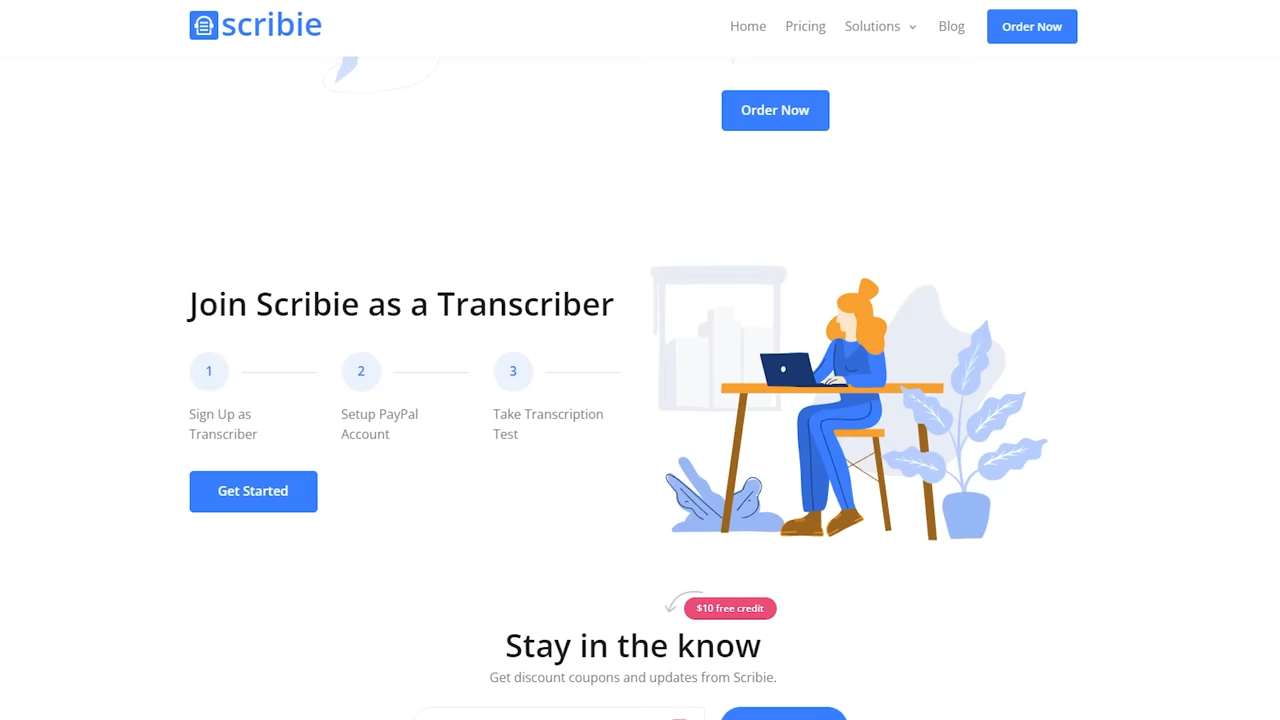 scribie
Home Pricing Solutions Blog Order Now
Order Now
Join Scribie as a Transcriber
1 2 3
Sign Up as
Transcriber
Setup PayPal
Account
Take Transcription
Test
Get Started
$10 free credit
Stay in the know
Get discount coupons and updates from Scribie.